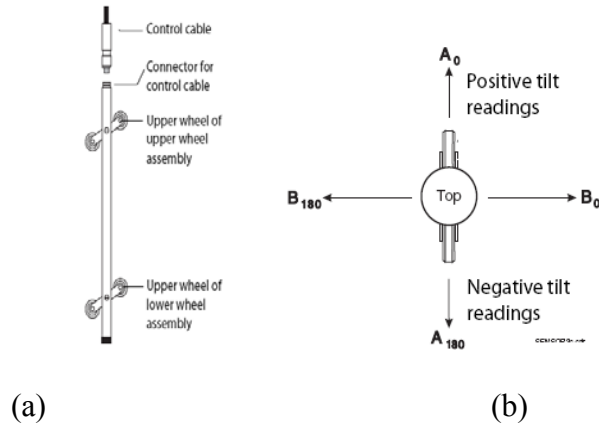 Control cable
Connector for
control cable
Upper wheel of
upper wheel
assembly
Upper wheel of
lower wheel
assembly
A0
Positive tilt
readings
B180
Top
B0
Negative tilt
readings
A180
(a)
(b)